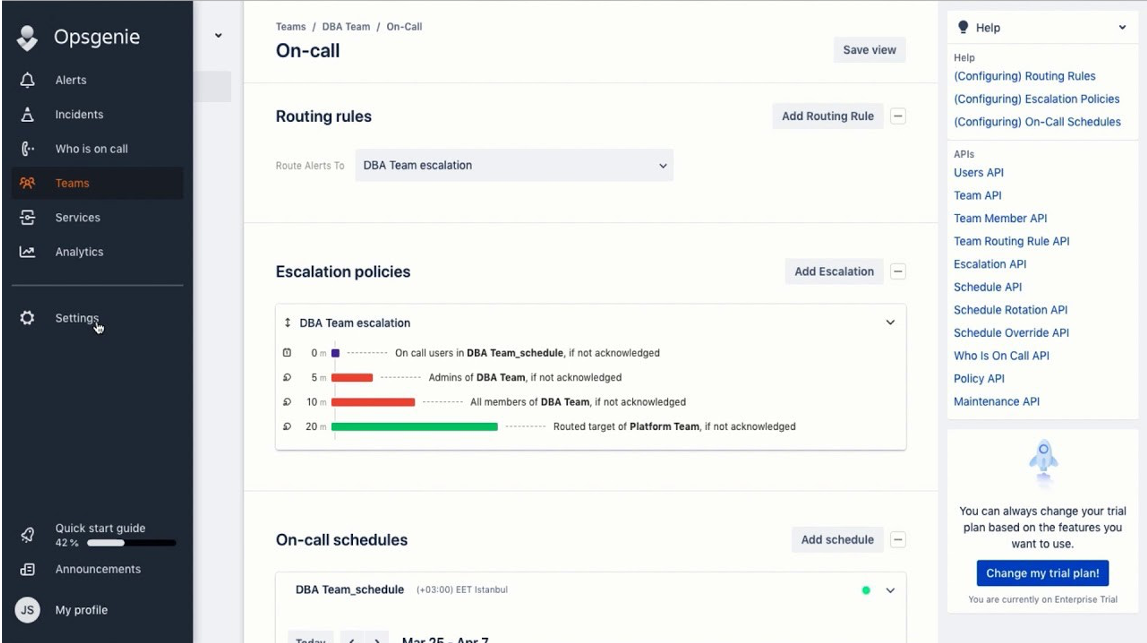 Opsgenie
Alerts
Incidents
Who is on call
Teams
Services
Analytics
Settings
Quick start guide
42 %
Announcements
JS
My profile
Teams / DBA Team / On-Call
On-call
Save view
Routing rules
Add Routing Rule
Route Alerts To
DBA Team escalation
Escalation policies
Add Escalation
DBA Team escalation
0 m On call users in DBA Team_schedule, if not acknowledged
5 m Admins of DBA Team, if not acknowledged
10 m All members of DBA Team, if not acknowledged
20 m Routed target of Platform Team, if not acknowledged
On-call schedules
Add schedule
DBA Team_schedule (+03:00) EET Istanbul
Today < > Mar 25 - Apr 7
Help
Help
(Configuring) Routing Rules
(Configuring) Escalation Policies
(Configuring) On-Call Schedules
APIs
Users API
Team API
Team Member API
Team Routing Rule API
Escalation API
Schedule API
Schedule Rotation API
Schedule Override API
Who Is On Call API
Policy API
Maintenance API
You can always change your trial
plan based on the features you
want to use.
Change my trial plan!
You are currently on Enterprise Trial